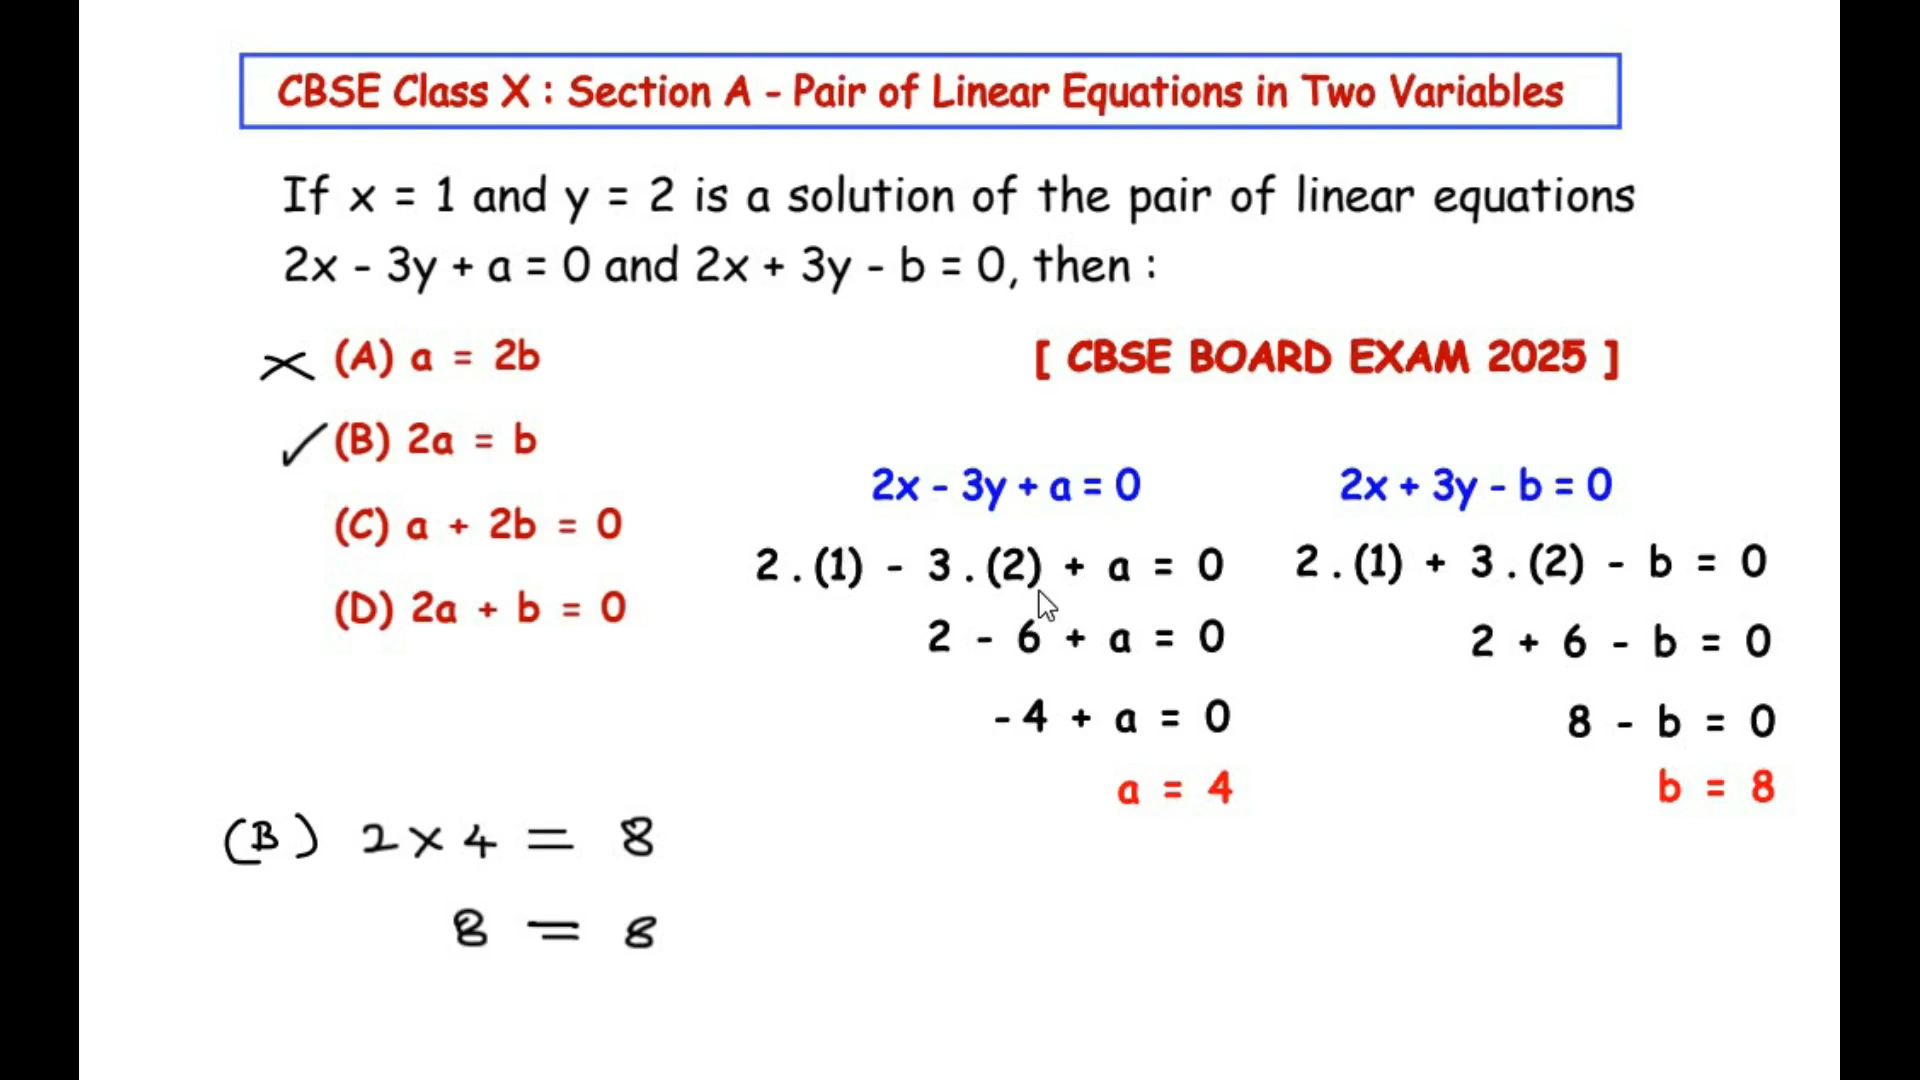 CBSE Class X : Section A - Pair of Linear Equations in Two Variables
If x = 1 and y = 2 is a solution of the pair of linear equations
2x - 3y + a = 0 and 2x + 3y - b = 0, then :
(A) a = 2b
[ CBSE BOARD EXAM 2025 ]
(B) 2a = b
(C) a + 2b = 0
(D) 2a + b = 0
2x - 3y + a = 0
2 . (1) - 3 . (2) + a = 0
2 - 6 + a = 0
- 4 + a = 0
a = 4
2x + 3y - b = 0
2 . (1) + 3 . (2) - b = 0
2 + 6 - b = 0
8 - b = 0
b = 8
(B) 2 × 4 = 8
8 = 8